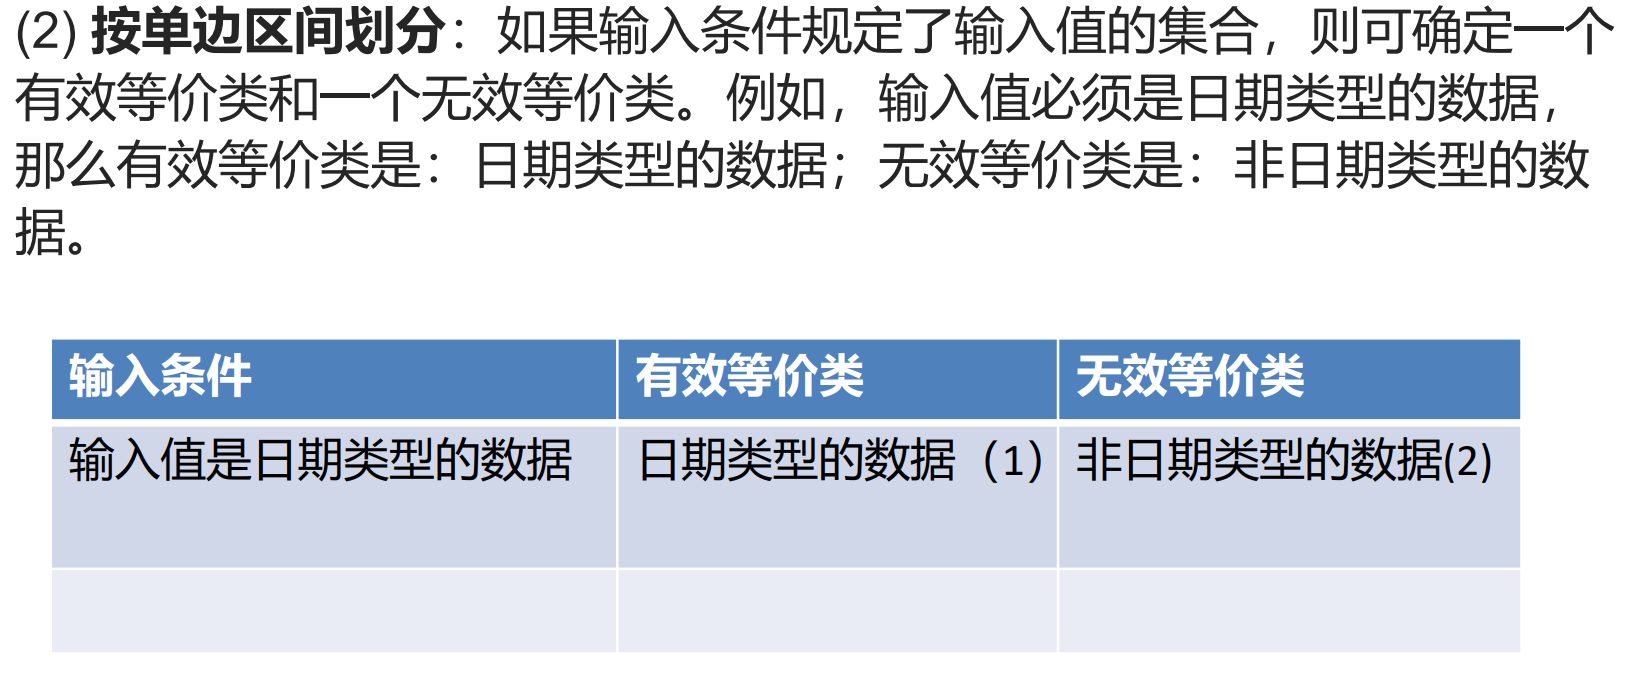 (2) 按单边区间划分：如果输入条件规定了输入值的集合，则可确定一个
有效等价类和一个无效等价类。例如，输入值必须是日期类型的数据，
那么有效等价类是：日期类型的数据；无效等价类是：非日期类型的数
据。
输入条件 有效等价类 无效等价类
输入值是日期类型的数据 日期类型的数据（1） 非日期类型的数据(2)